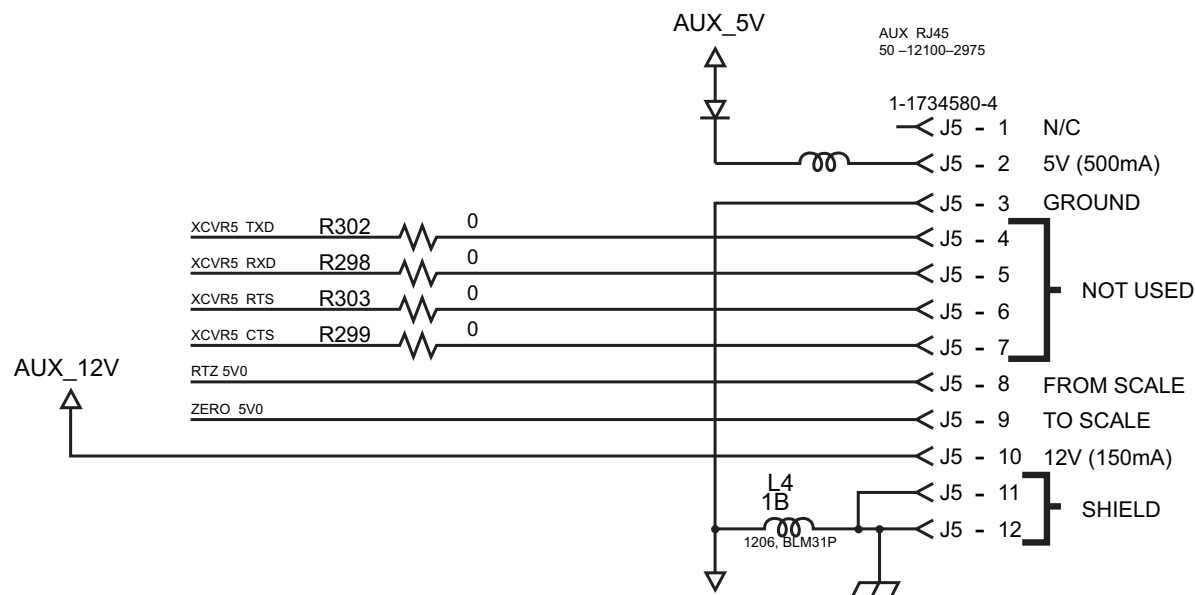 AUX_5V
AUX RJ45
50 –12100–2975
1-1734580-4
J5 - 1 N/C
J5 - 2 5V (500mA)
J5 - 3 GROUND
XCVR5 TXD R302 0 J5 - 4
XCVR5 RXD R298 0 J5 - 5
NOT USED
XCVR5 RTS R303 0 J5 - 6
XCVR5 CTS R299 0 J5 - 7
AUX_12V
RTZ 5V0 J5 - 8 FROM SCALE
ZERO 5V0 J5 - 9 TO SCALE
J5 - 10 12V (150mA)
L4 J5 - 11
1B
SHIELD
J5 - 12
1206, BLM31P